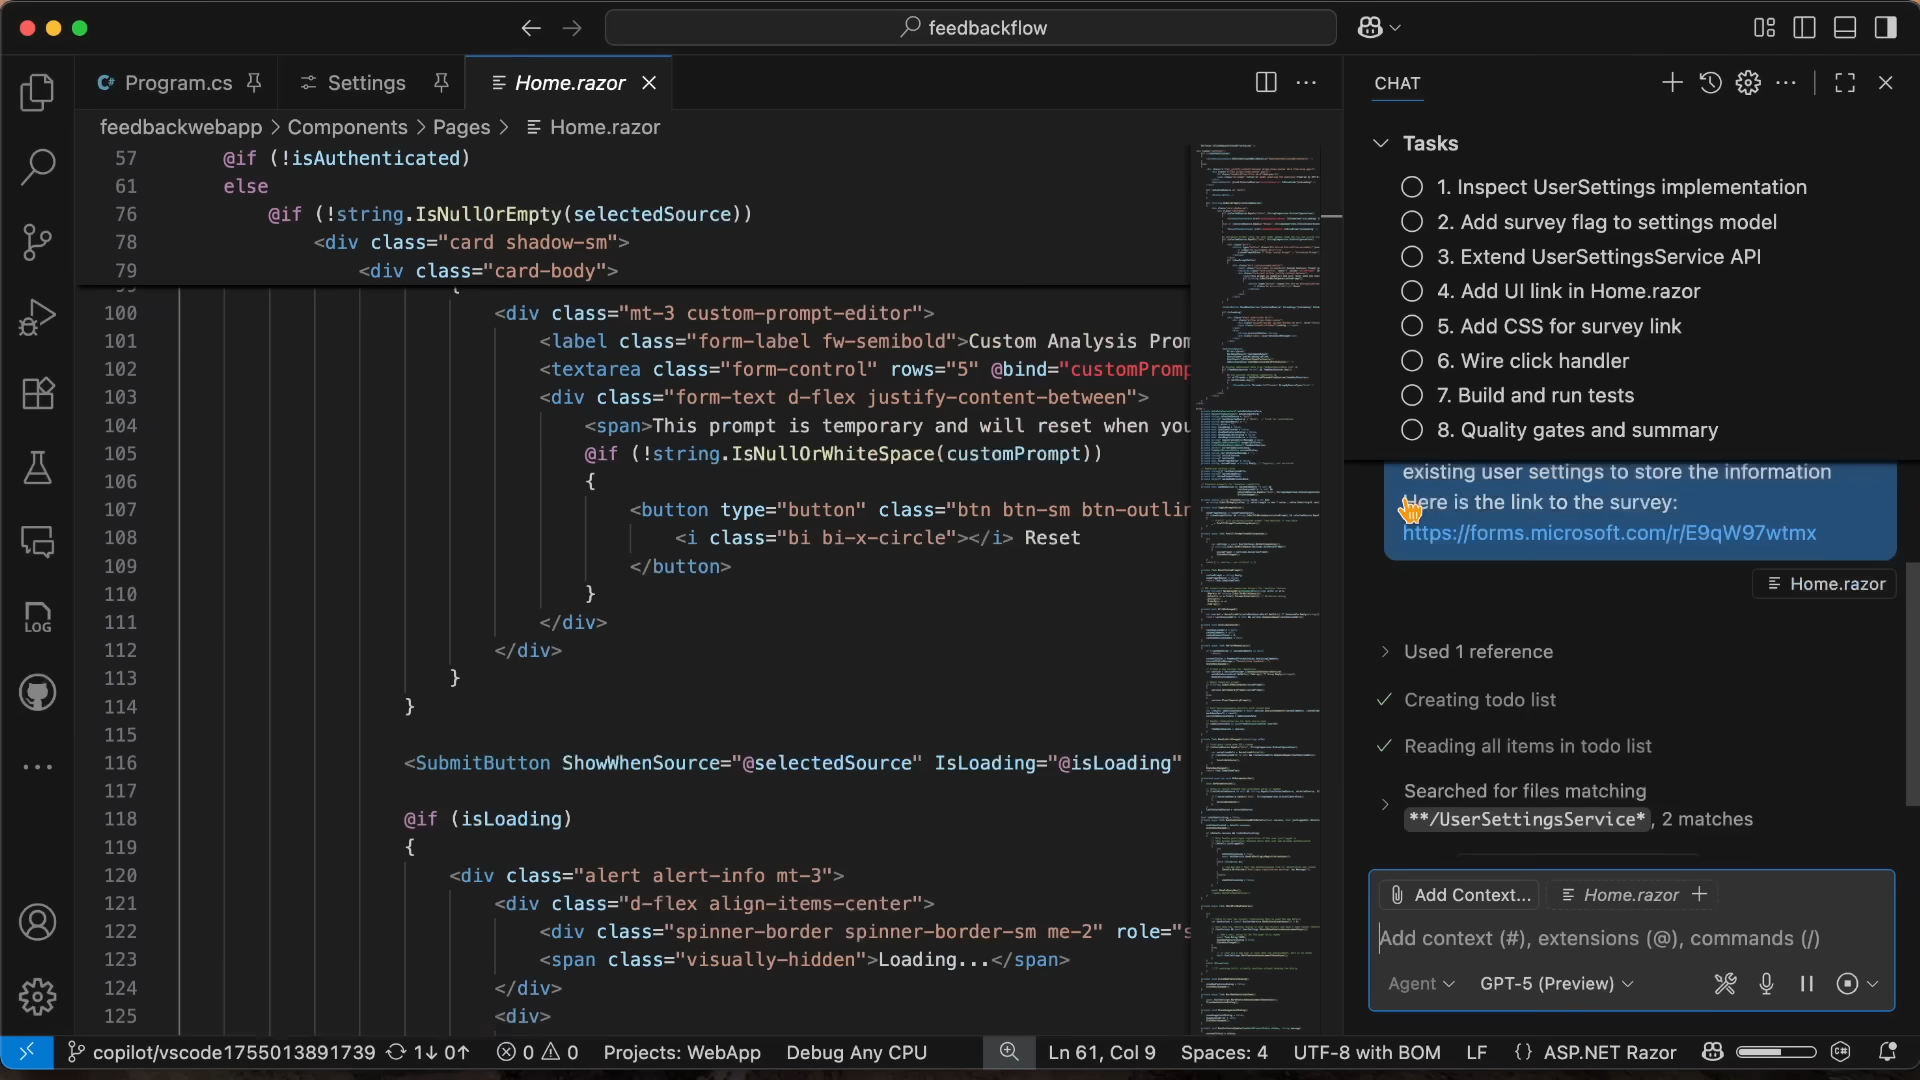 feedbackflow
Program.cs
Settings
Home.razor
CHAT
feedbackwebapp > Components > Pages > Home.razor
57 @if (!isAuthenticated)
61 else
76 @if (!string.IsNullOrEmpty(selectedSource))
78 <div class="card shadow-sm">
79 <div class="card-body">
100 <div class="mt-3 custom-prompt-editor">
101 <label class="form-label fw-semibold">Custom Analysis Prom
102 <textarea class="form-control" rows="5" @bind="customPromp
103 <div class="form-text d-flex justify-content-between">
104 <span>This prompt is temporary and will reset when you
105 @if (!string.IsNullOrWhiteSpace(customPrompt))
106 {
107 <button type="button" class="btn btn-sm btn-outlin
108 <i class="bi bi-x-circle"></i> Reset
109 </button>
110 }
111 </div>
112 </div>
113 }
114 }
115
116 <SubmitButton ShowWhenSource="@selectedSource" IsLoading="@isLoading"
117
118 @if (isLoading)
119 {
120 <div class="alert alert-info mt-3">
121 <div class="d-flex align-items-center">
122 <div class="spinner-border spinner-border-sm me-2" role="s
123 <span class="visually-hidden">Loading...</span>
124 </div>
125 <div>
Tasks
1. Inspect UserSettings implementation
2. Add survey flag to settings model
3. Extend UserSettingsService API
4. Add UI link in Home.razor
5. Add CSS for survey link
6. Wire click handler
7. Build and run tests
8. Quality gates and summary
existing user settings to store the information
Here is the link to the survey:
https://forms.microsoft.com/r/E9qW97wtmx
Home.razor
Used 1 reference
Creating todo list
Reading all items in todo list
Searched for files matching
**/UserSettingsService*, 2 matches
Add Context...
Home.razor
Add context (#), extensions (@), commands (/)
Agent
GPT-5 (Preview)
LOG
copilot/vscode1755013891739 1↓ 0↑ 0 0 Projects: WebApp Debug Any CPU Ln 61, Col 9 Spaces: 4 UTF-8 with BOM LF {} ASP.NET Razor